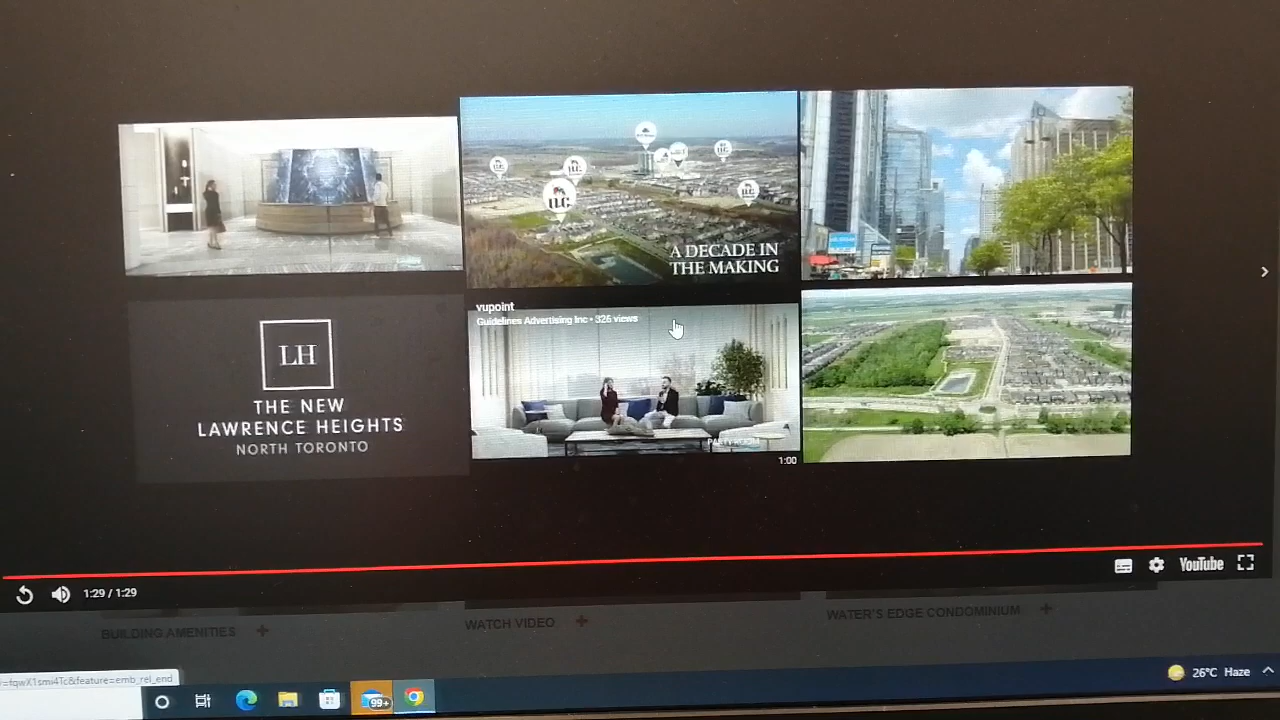 A DECADE IN
THE MAKING
vupoint
Guidelines Advertising Inc • 326 views
PARTY ROOM
1:00
LH
THE NEW
LAWRENCE HEIGHTS
NORTH TORONTO
1:29 / 1:29
YouTube
BUILDING AMENITIES +
WATCH VIDEO +
WATER'S EDGE CONDOMINIUM +
=fqwX1smi4Tc&feature=emb_rel_end
99+
26°C Haze